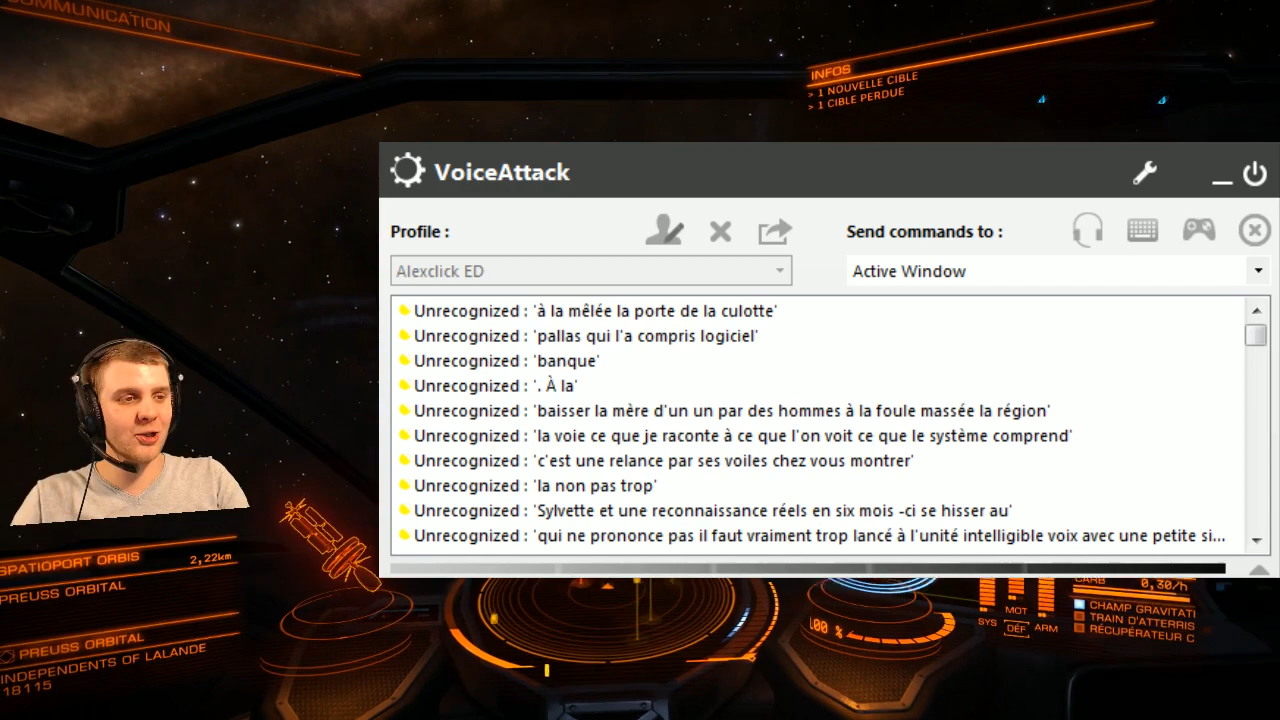 COMMUNICATION
INFOS
> 1 NOUVELLE CIBLE
> 1 CIBLE PERDUE
VoiceAttack
Profile :
Send commands to :
Alexclick ED
Active Window
Unrecognized : 'à la mêlée la porte de la culotte'
Unrecognized : 'pallas qui l'a compris logiciel'
Unrecognized : 'banque'
Unrecognized : '. À la'
Unrecognized : 'baisser la mère d'un un par des hommes à la foule massée la région'
Unrecognized : 'la voie ce que je raconte à ce que l'on voit ce que le système comprend'
Unrecognized : 'c'est une relance par ses voiles chez vous montrer'
Unrecognized : 'la non pas trop'
Unrecognized : 'Sylvette et une reconnaissance réels en six mois -ci se hisser au'
Unrecognized : 'qui ne prononce pas il faut vraiment trop lancé à l'unité intelligible voix avec une petite si...
SPATIOPORT ORBIS
2,22km
PREUSS ORBITAL
PREUSS ORBITAL
INDEPENDENTS OF LALANDE
18115
100 %
SYS
MOT
DÉF
ARM
CARB
0,30/h
CHAMP GRAVITATI
TRAIN D'ATTERRIS
RÉCUPÉRATEUR C